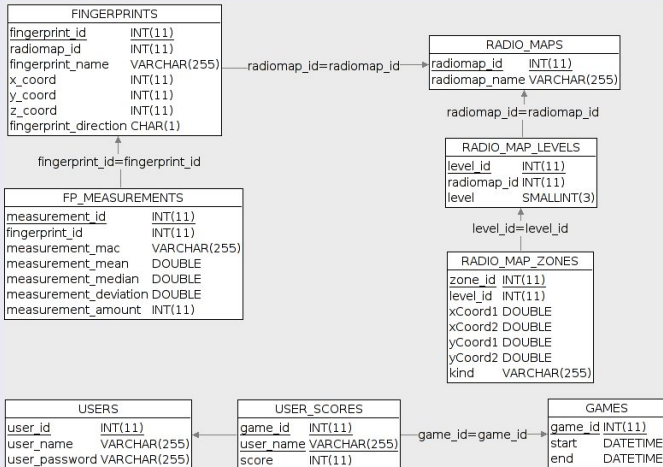 FINGERPRINTS
fingerprint_id INT(11)
radiomap_id INT(11)
fingerprint_name VARCHAR(255)
x_coord INT(11)
y_coord INT(11)
z_coord INT(11)
fingerprint_direction CHAR(1)
radiomap_id=radiomap_id
RADIO_MAPS
radiomap_id INT(11)
radiomap_name VARCHAR(255)
radiomap_id=radiomap_id
RADIO_MAP_LEVELS
level_id INT(11)
radiomap_id INT(11)
level SMALLINT(3)
level_id=level_id
RADIO_MAP_ZONES
zone_id INT(11)
level_id INT(11)
xCoord1 DOUBLE
xCoord2 DOUBLE
yCoord1 DOUBLE
yCoord2 DOUBLE
kind VARCHAR(255)
fingerprint_id=fingerprint_id
FP_MEASUREMENTS
measurement_id INT(11)
fingerprint_id INT(11)
measurement_mac VARCHAR(255)
measurement_mean DOUBLE
measurement_median DOUBLE
measurement_deviation DOUBLE
measurement_amount INT(11)
USERS
user_id INT(11)
user_name VARCHAR(255)
user_password VARCHAR(255)
USER_SCORES
game_id INT(11)
user_name VARCHAR(255)
score INT(11)
game_id=game_id
GAMES
game_id INT(11)
start DATETIME
end DATETIME